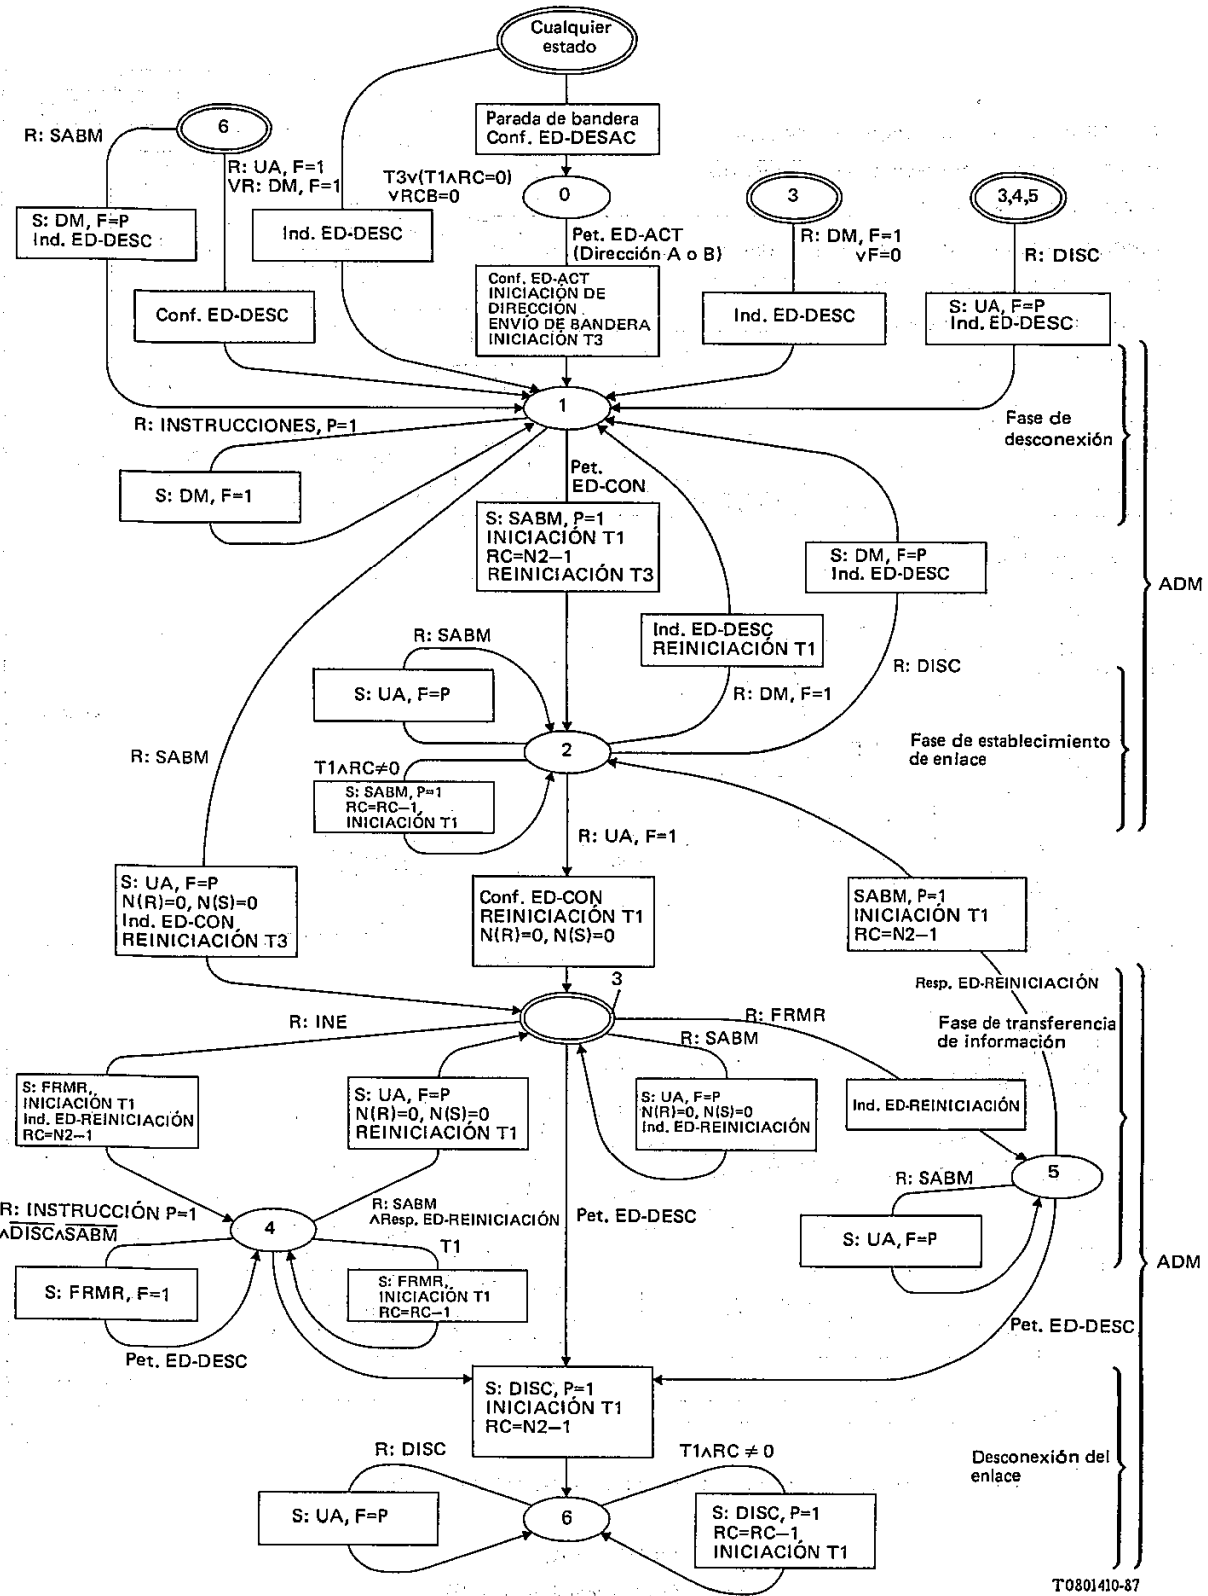 Cualquier
estado
Parada de bandera
Conf. ED-DESAC
6
R: SABM
R: UA, F=1
VR: DM, F=1
T3∨(T1∧RC=0)
∨RCB=0
0
3
3,4,5
S: DM, F=P
Ind. ED-DESC
Ind. ED-DESC
Pet. ED-ACT
(Dirección A o B)
R: DM, F=1
∨F=0
R: DISC
Conf. ED-DESC
Conf. ED-ACT
INICIACIÓN DE
DIRECCIÓN
ENVÍO DE BANDERA
INICIACIÓN T3
Ind. ED-DESC
S: UA, F=P
Ind. ED-DESC
1
Fase de
desconexión
R: INSTRUCCIONES, P=1
S: DM, F=1
Pet.
ED-CON
S: SABM, P=1
INICIACIÓN T1
RC=N2−1
REINICIACIÓN T3
S: DM, F=P
Ind. ED-DESC
ADM
Ind. ED-DESC
REINICIACIÓN T1
R: SABM
S: UA, F=P
R: DM, F=1
R: DISC
2
Fase de establecimiento
de enlace
R: SABM
T1∧RC≠0
S: SABM, P=1
RC=RC−1,
INICIACIÓN T1
R: UA, F=1
S: UA, F=P
N(R)=0, N(S)=0
Ind. ED-CON
REINICIACIÓN T3
Conf. ED-CON
REINICIACIÓN T1
N(R)=0, N(S)=0
SABM, P=1
INICIACIÓN T1
RC=N2−1
Resp. ED-REINICIACIÓN
3
R: INE
R: FRMR
R: SABM
Fase de transferencia
de información
S: FRMR,
INICIACIÓN T1
Ind. ED-REINICIACIÓN
RC=N2−1
S: UA, F=P
N(R)=0, N(S)=0
REINICIACIÓN T1
S: UA, F=P
N(R)=0, N(S)=0
Ind. ED-REINICIACIÓN
Ind. ED-REINICIACIÓN
5
R: SABM
S: UA, F=P
R: INSTRUCCIÓN P=1
∧D̅I̅S̅C̅∧S̅A̅B̅M̅
4
R: SABM
∧Resp. ED-REINICIACIÓN
Pet. ED-DESC
T1
S: FRMR, F=1
S: FRMR,
INICIACIÓN T1
RC=RC−1
ADM
Pet. ED-DESC
Pet. ED-DESC
S: DISC, P=1
INICIACIÓN T1
RC=N2−1
R: DISC
T1∧RC ≠ 0
Desconexión del
enlace
S: UA, F=P
6
S: DISC, P=1
RC=RC−1,
INICIACIÓN T1
T0801410-87